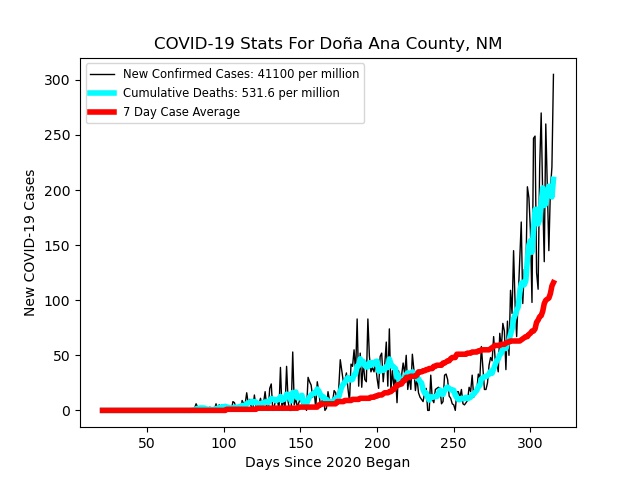 COVID-19 Stats For Doña Ana County, NM
New Confirmed Cases: 41100 per million
Cumulative Deaths: 531.6 per million
7 Day Case Average
New COVID-19 Cases
300
250
200
150
100
50
0
50 100 150 200 250 300
Days Since 2020 Began